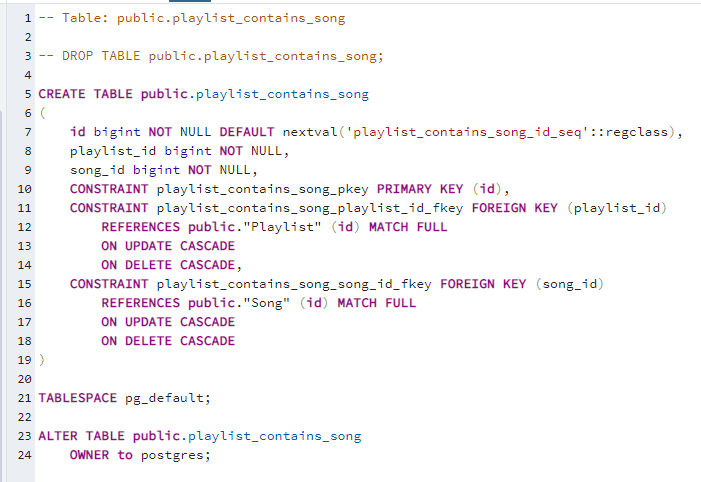 1 -- Table: public.playlist_contains_song
2
3 -- DROP TABLE public.playlist_contains_song;
4
5 CREATE TABLE public.playlist_contains_song
6 (
7     id bigint NOT NULL DEFAULT nextval('playlist_contains_song_id_seq'::regclass),
8     playlist_id bigint NOT NULL,
9     song_id bigint NOT NULL,
10     CONSTRAINT playlist_contains_song_pkey PRIMARY KEY (id),
11     CONSTRAINT playlist_contains_song_playlist_id_fkey FOREIGN KEY (playlist_id)
12         REFERENCES public."Playlist" (id) MATCH FULL
13         ON UPDATE CASCADE
14         ON DELETE CASCADE,
15     CONSTRAINT playlist_contains_song_song_id_fkey FOREIGN KEY (song_id)
16         REFERENCES public."Song" (id) MATCH FULL
17         ON UPDATE CASCADE
18         ON DELETE CASCADE
19 )
20
21 TABLESPACE pg_default;
22
23 ALTER TABLE public.playlist_contains_song
24     OWNER to postgres;